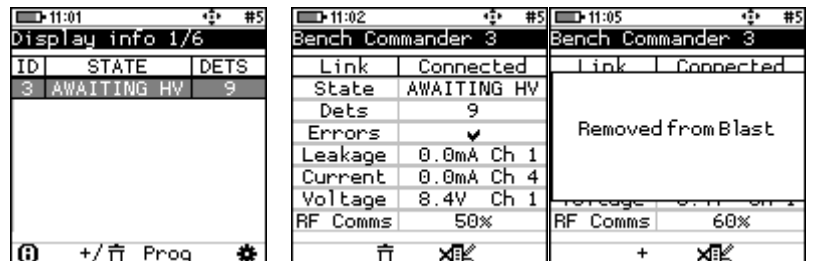 11:01 #5
Display info 1/6
ID STATE DETS
3 AWAITING HV 9
+/ Prog
11:02 #5
Bench Commander 3
Link Connected
State AWAITING HV
Dets 9
Errors
Leakage 0.0mA Ch 1
Current 0.0mA Ch 4
Voltage 8.4V Ch 1
RF Comms 50%
11:05 #5
Bench Commander 3
Link Connected
Removed from Blast
RF Comms 60%
+